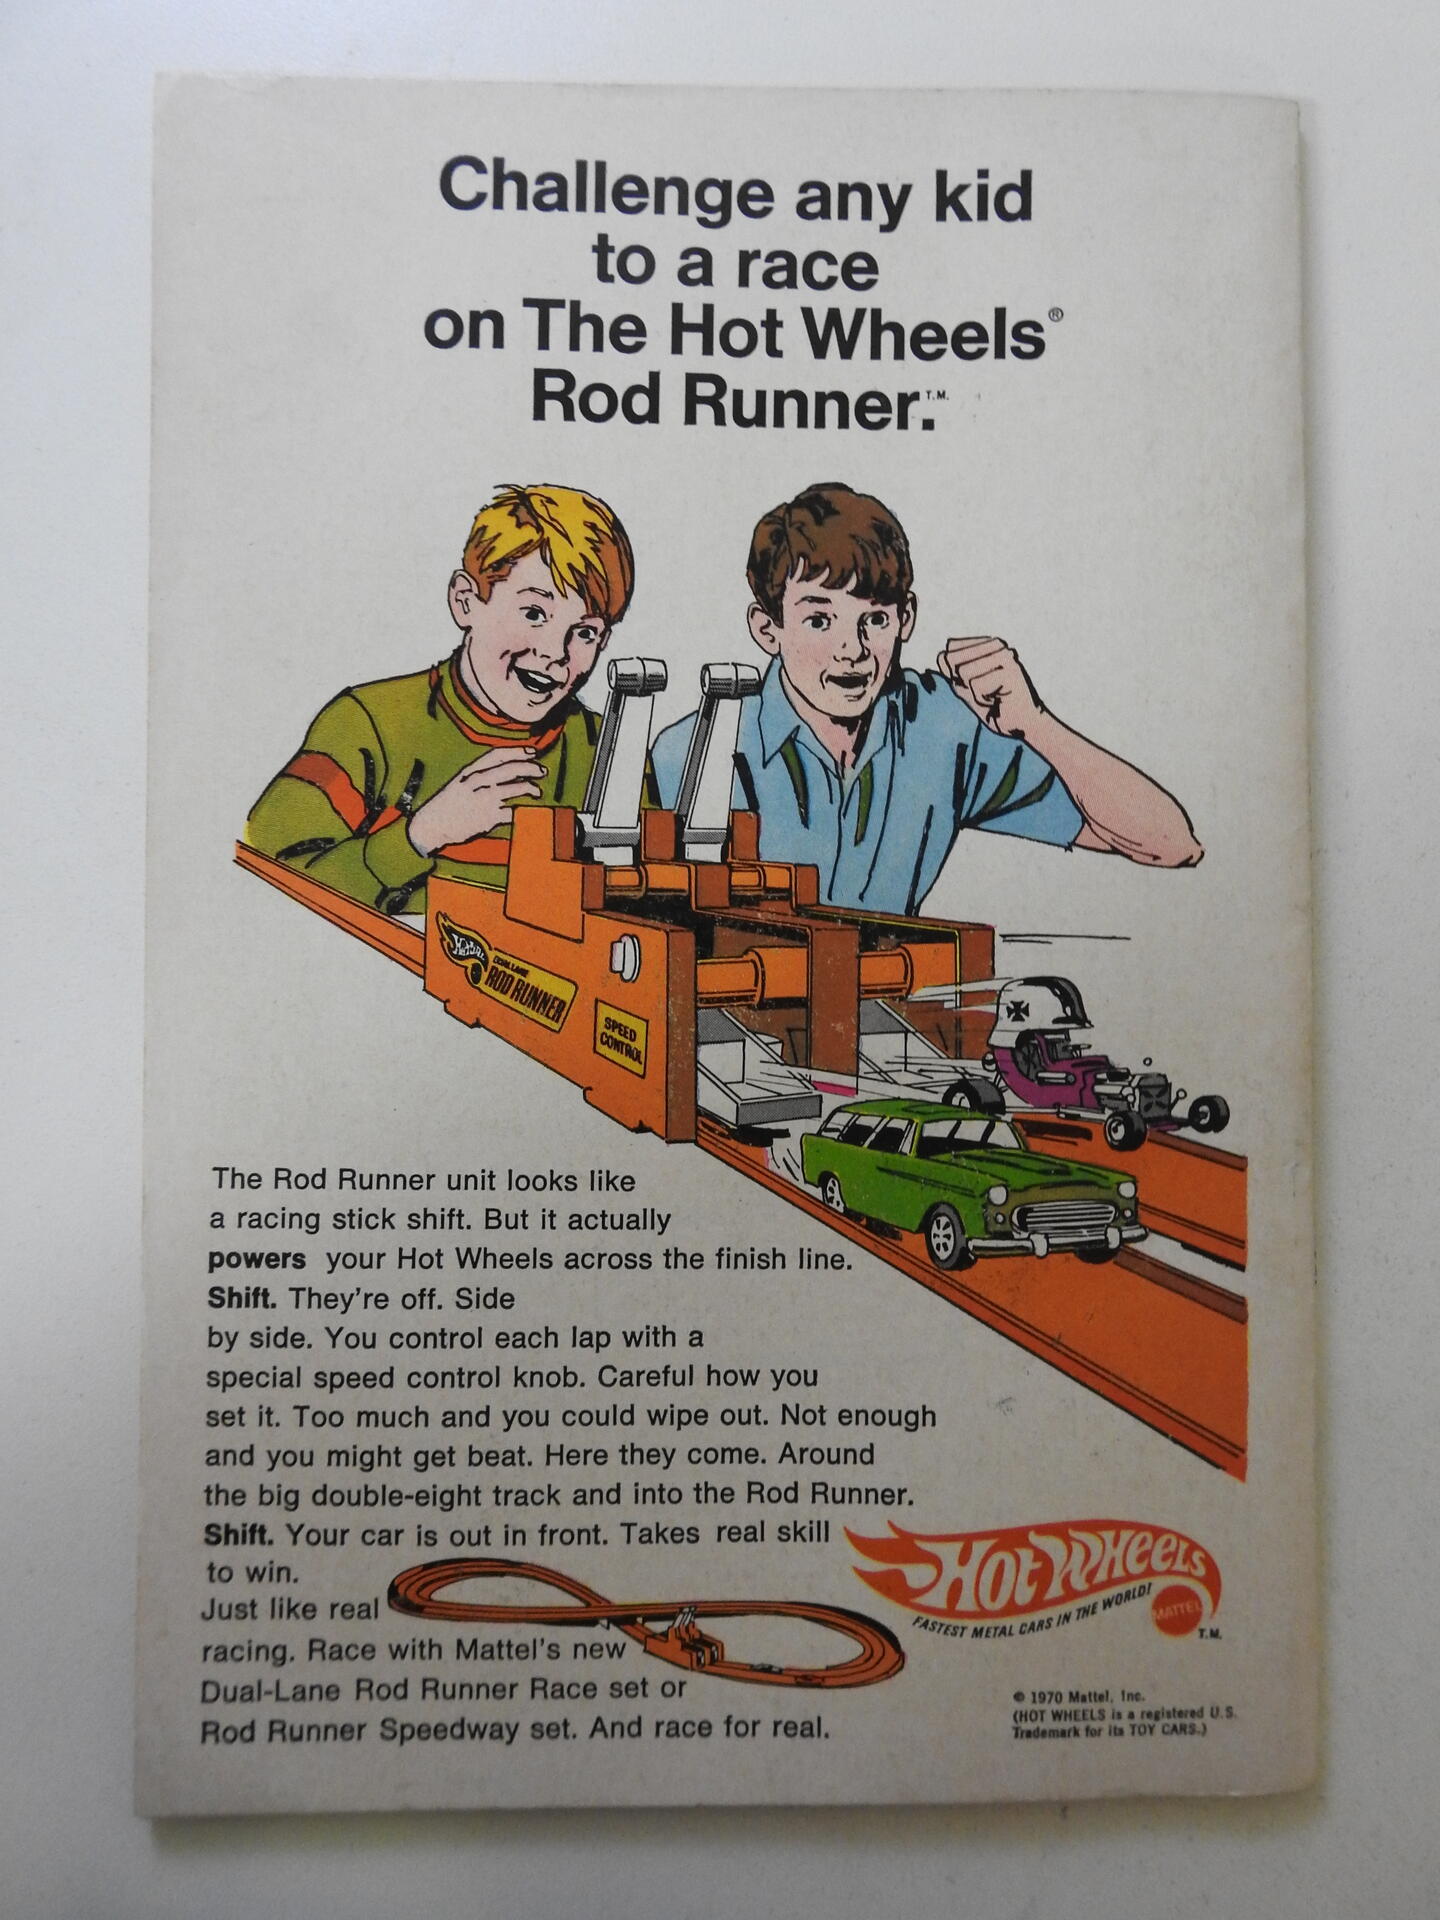 Challenge any kid
to a race
on The Hot Wheels®
Rod Runner.T.M.
HOT WHEELS
DUAL LANE
ROD RUNNER
SPEED
CONTROL
The Rod Runner unit looks like
a racing stick shift. But it actually
powers your Hot Wheels across the finish line.
Shift. They're off. Side
by side. You control each lap with a
special speed control knob. Careful how you
set it. Too much and you could wipe out. Not enough
and you might get beat. Here they come. Around
the big double-eight track and into the Rod Runner.
Shift. Your car is out in front. Takes real skill
to win.
Just like real
racing. Race with Mattel's new
Dual-Lane Rod Runner Race set or
Rod Runner Speedway set. And race for real.
HOT WHEELS
FASTEST METAL CARS IN THE WORLD!
MATTEL
T.M.
© 1970 Mattel, Inc.
(HOT WHEELS is a registered U.S.
Trademark for its TOY CARS.)